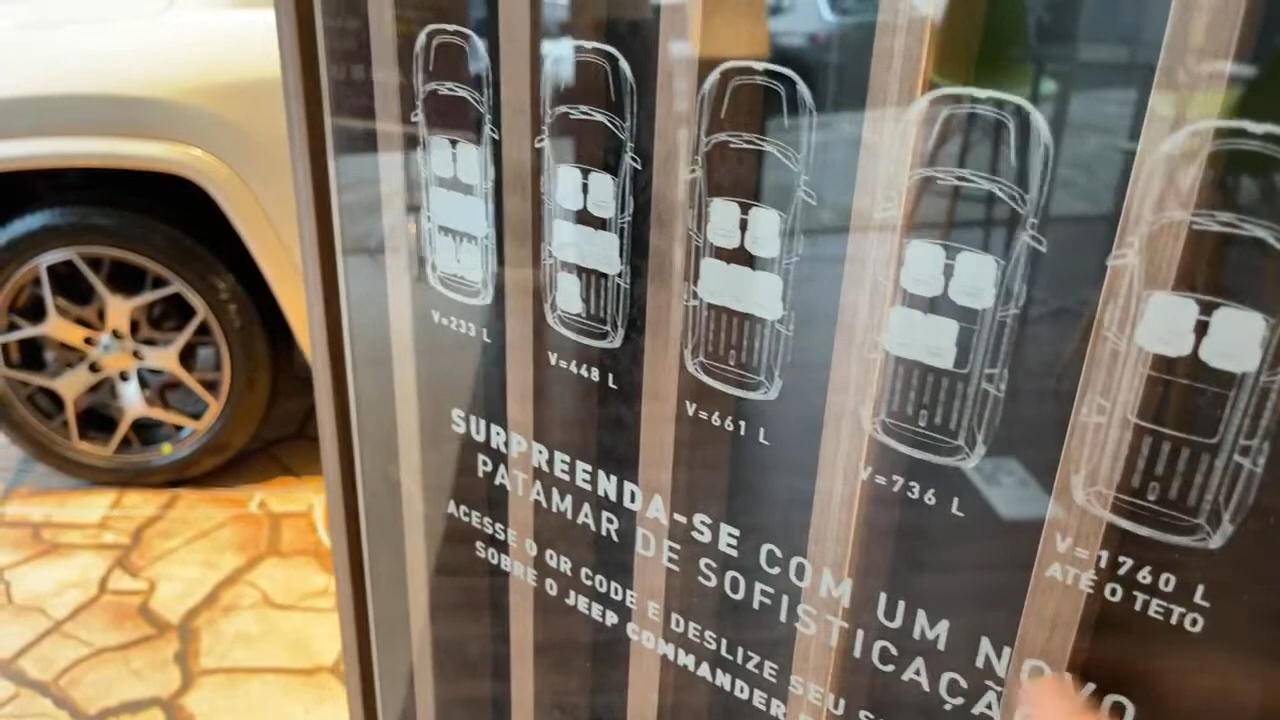 V=233 L
V=448 L
V=661 L
V=736 L
V=1760 L
ATÉ O TETO
SURPREENDA-SE COM UM NOVO
PATAMAR DE SOFISTICAÇÃ
ACESSE O QR CODE E DESLIZE SEU
SOBRE O JEEP COMMANDER